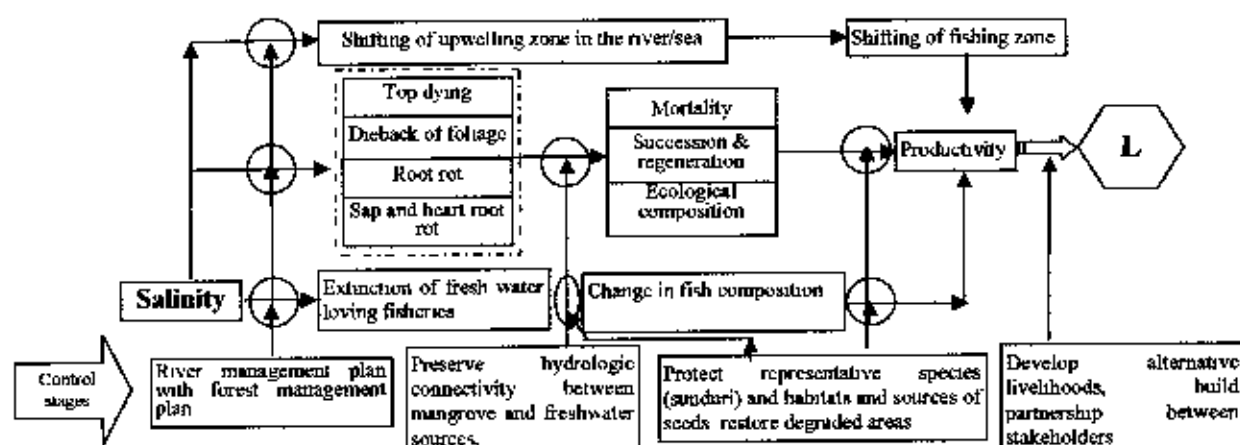 Shifting of upwelling zone in the river/sea
Shifting of fishing zone
Top dying
Dieback of foliage
Root rot
Sap and heart root
rot
Mortality
Succession &
regeneration
Ecological
composition
Productivity
L
Salinity
Extinction of fresh water
loving fisheries
Change in fish composition
Control
stages
River management plan
with forest management
plan
Preserve hydrologic
connectivity between
mangrove and freshwater
sources.
Protect representative species
(sundari) and habitats and sources of
seeds restore degraded areas
Develop alternative
livelihoods, build
partnership between
stakeholders